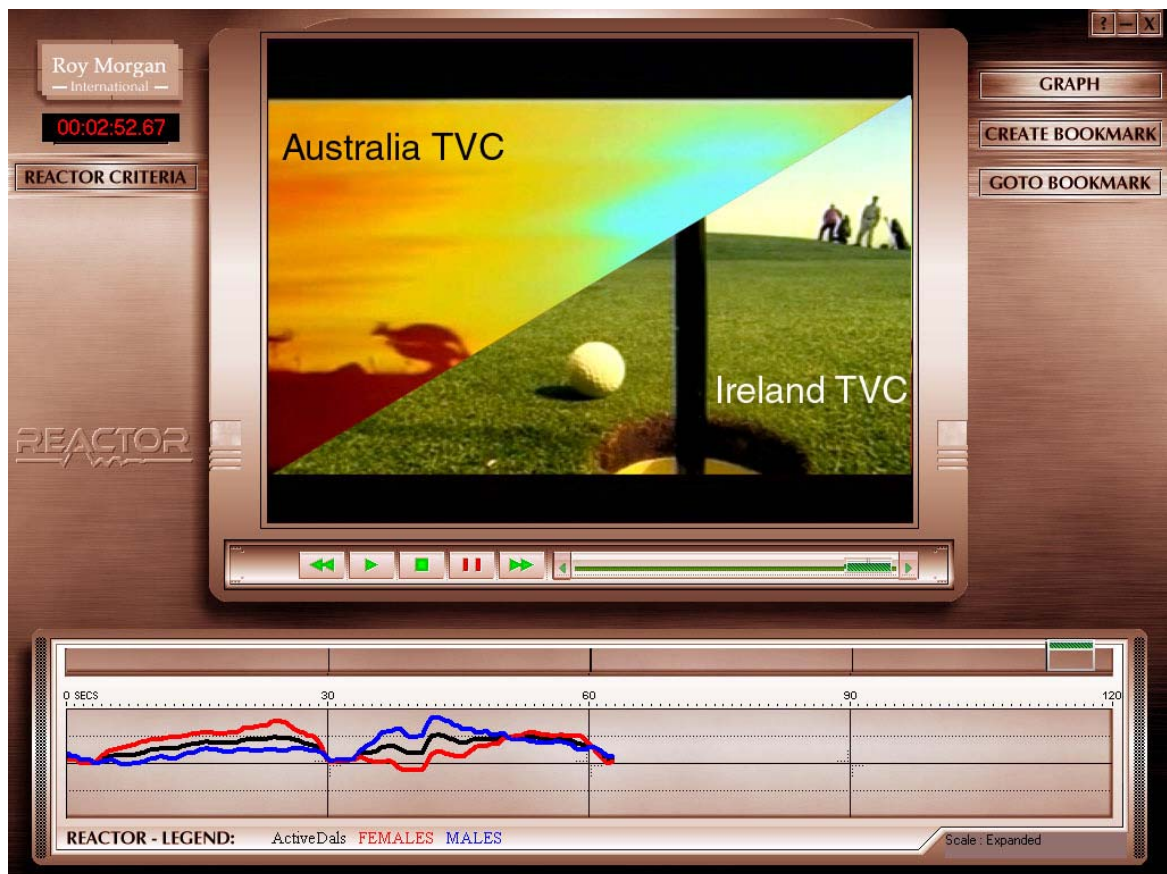 Roy Morgan
International
00:02:52.67
REACTOR CRITERIA
REACTOR
? – X
GRAPH
CREATE BOOKMARK
GOTO BOOKMARK
Australia TVC
Ireland TVC
0 SECS 30 60 90 120
REACTOR - LEGEND: ActiveDals FEMALES MALES
Scale : Expanded